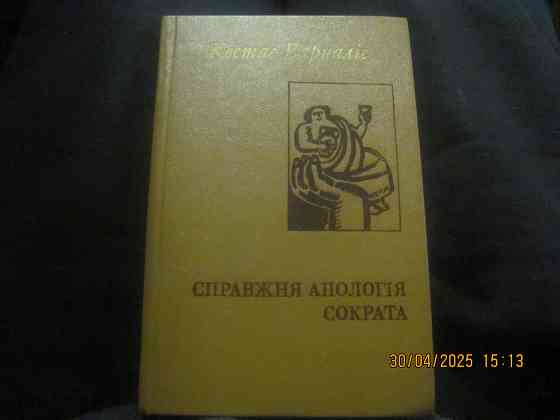 Костас Варналіс
СПРАВЖНЯ АПОЛОГІЯ
СОКРАТА
30/04/2025 15:13